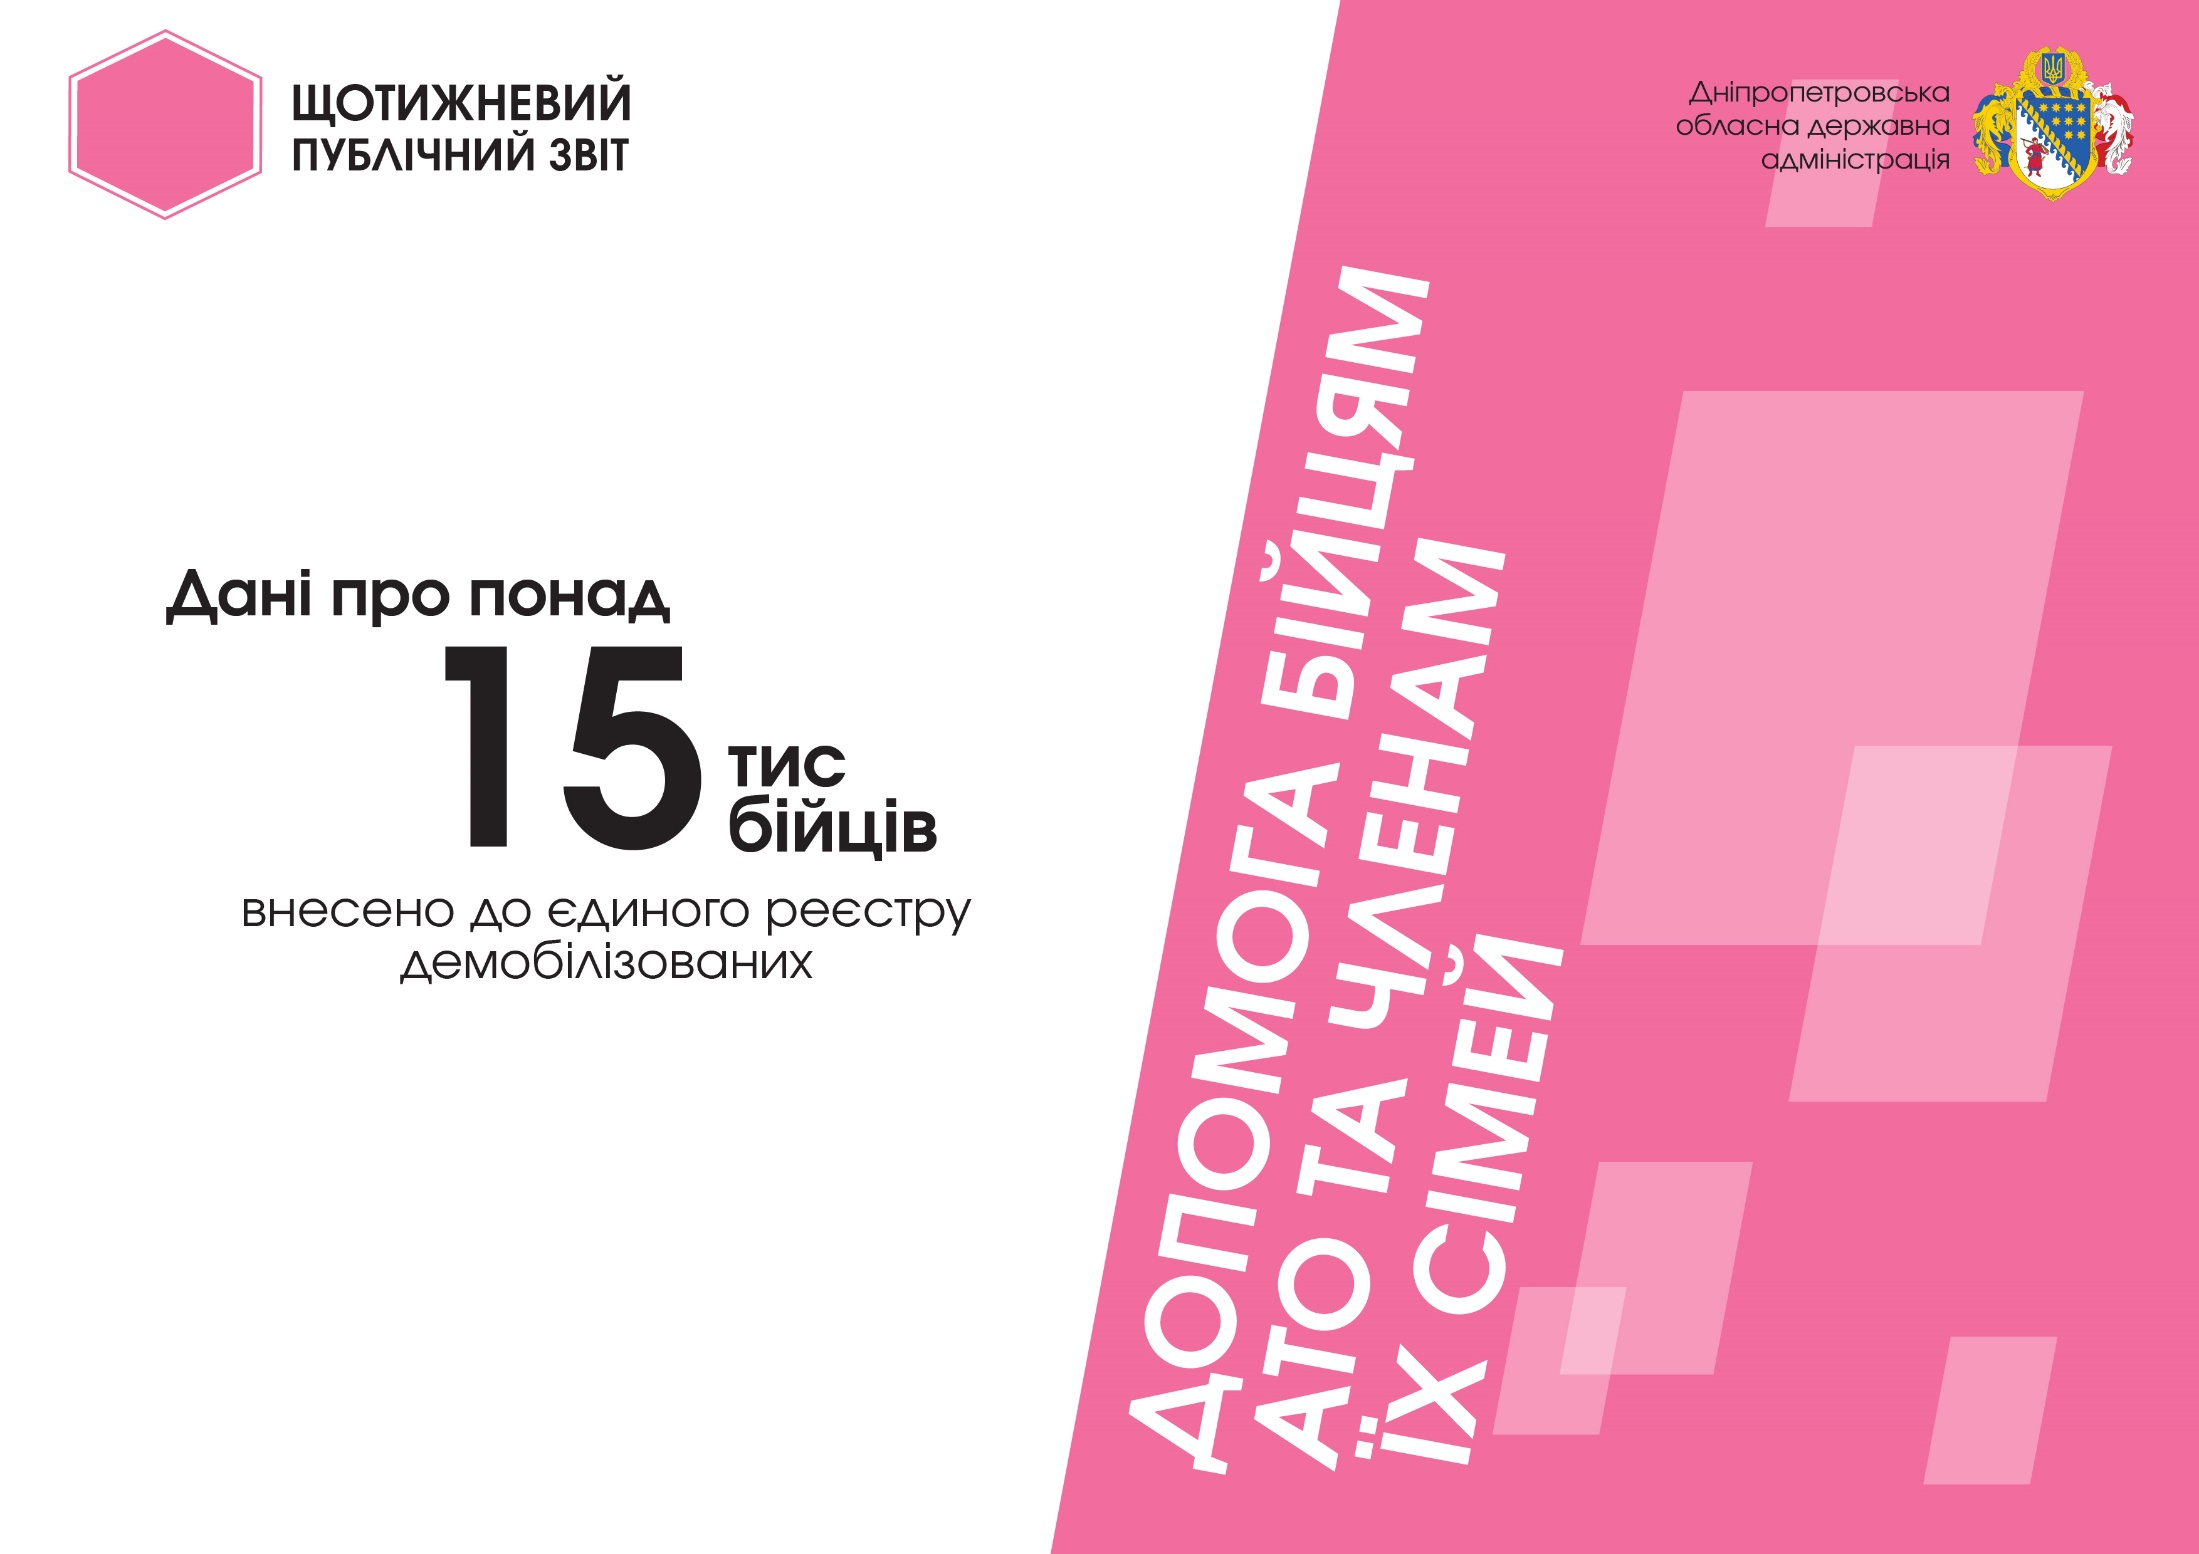 ЩОТИЖНЕВИЙ
ПУБЛІЧНИЙ ЗВІТ
Дніпропетровська
обласна державна
адміністрація
Дані про понад
15 тис
бійців
внесено до єдиного реєстру
демобілізованих
ДОПОМОГА БІЙЦЯМ
АТО ТА ЧЛЕНАМ
ЇХ СІМЕЙ